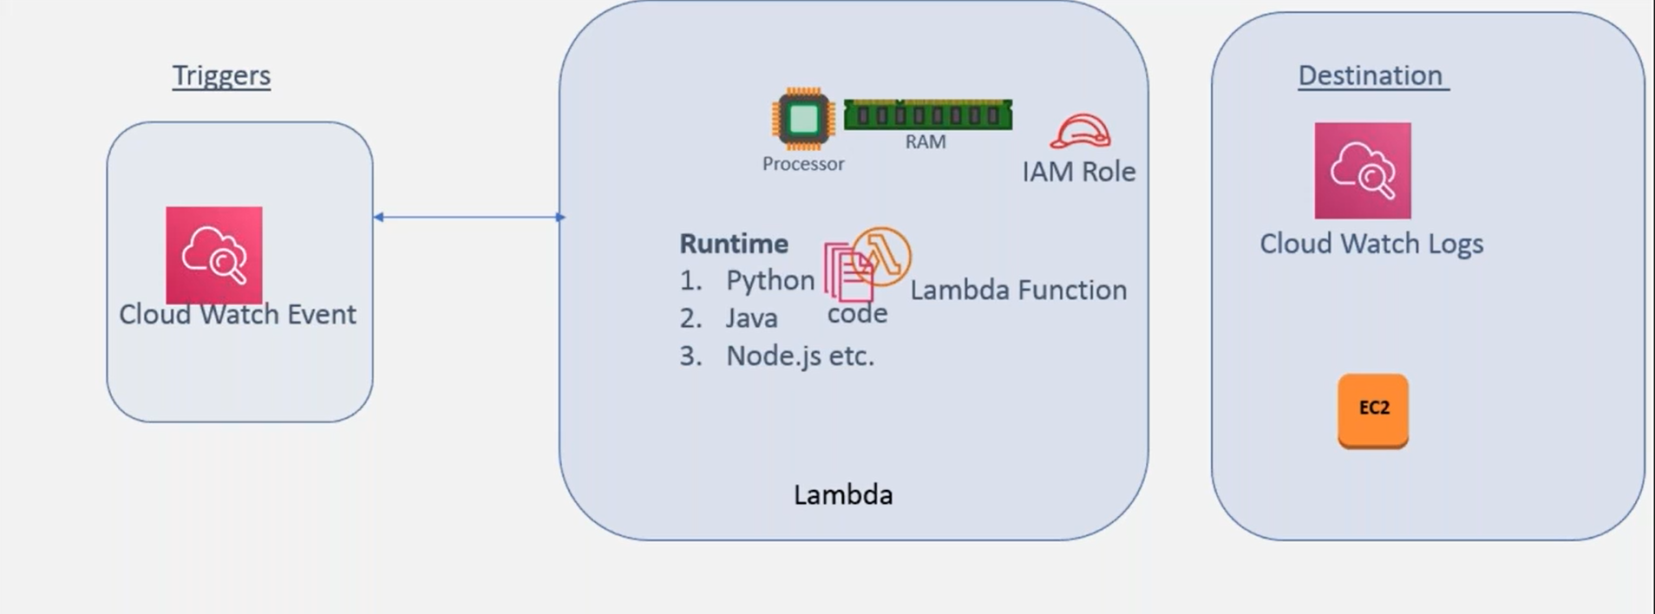 Triggers
Cloud Watch Event
Processor
RAM
IAM Role
Runtime
1. Python
2. Java
3. Node.js etc.
code
Lambda Function
Lambda
Destination
Cloud Watch Logs
EC2